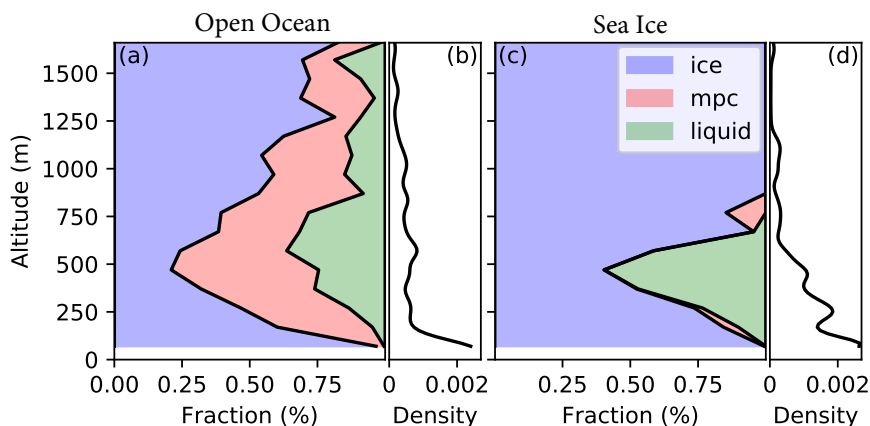 Open Ocean
Sea Ice
(a)
(b)
(c)
(d)
ice
mpc
liquid
Altitude (m)
1500
1250
1000
750
500
250
0
0.00 0.25 0.50 0.75
0 0.002
0.25 0.50 0.75
0 0.002
Fraction (%)
Density
Fraction (%)
Density